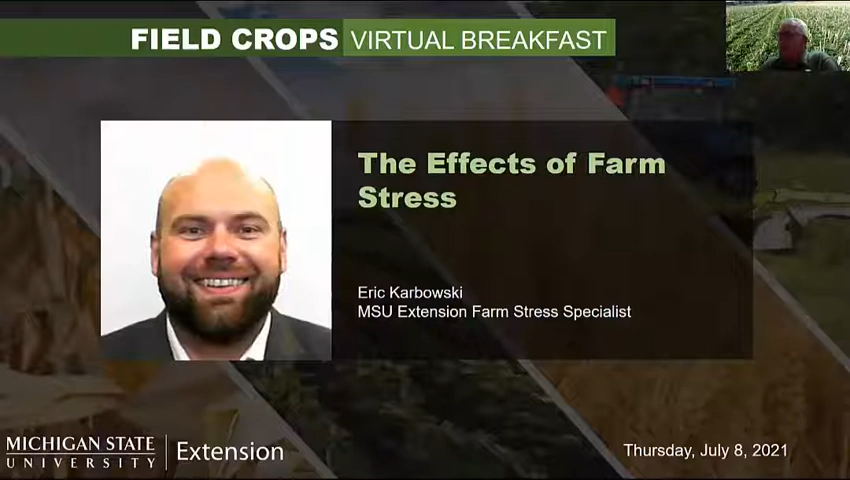 FIELD CROPS VIRTUAL BREAKFAST
The Effects of Farm
Stress
Eric Karbowski
MSU Extension Farm Stress Specialist
MICHIGAN STATE
UNIVERSITY
Extension
Thursday, July 8, 2021